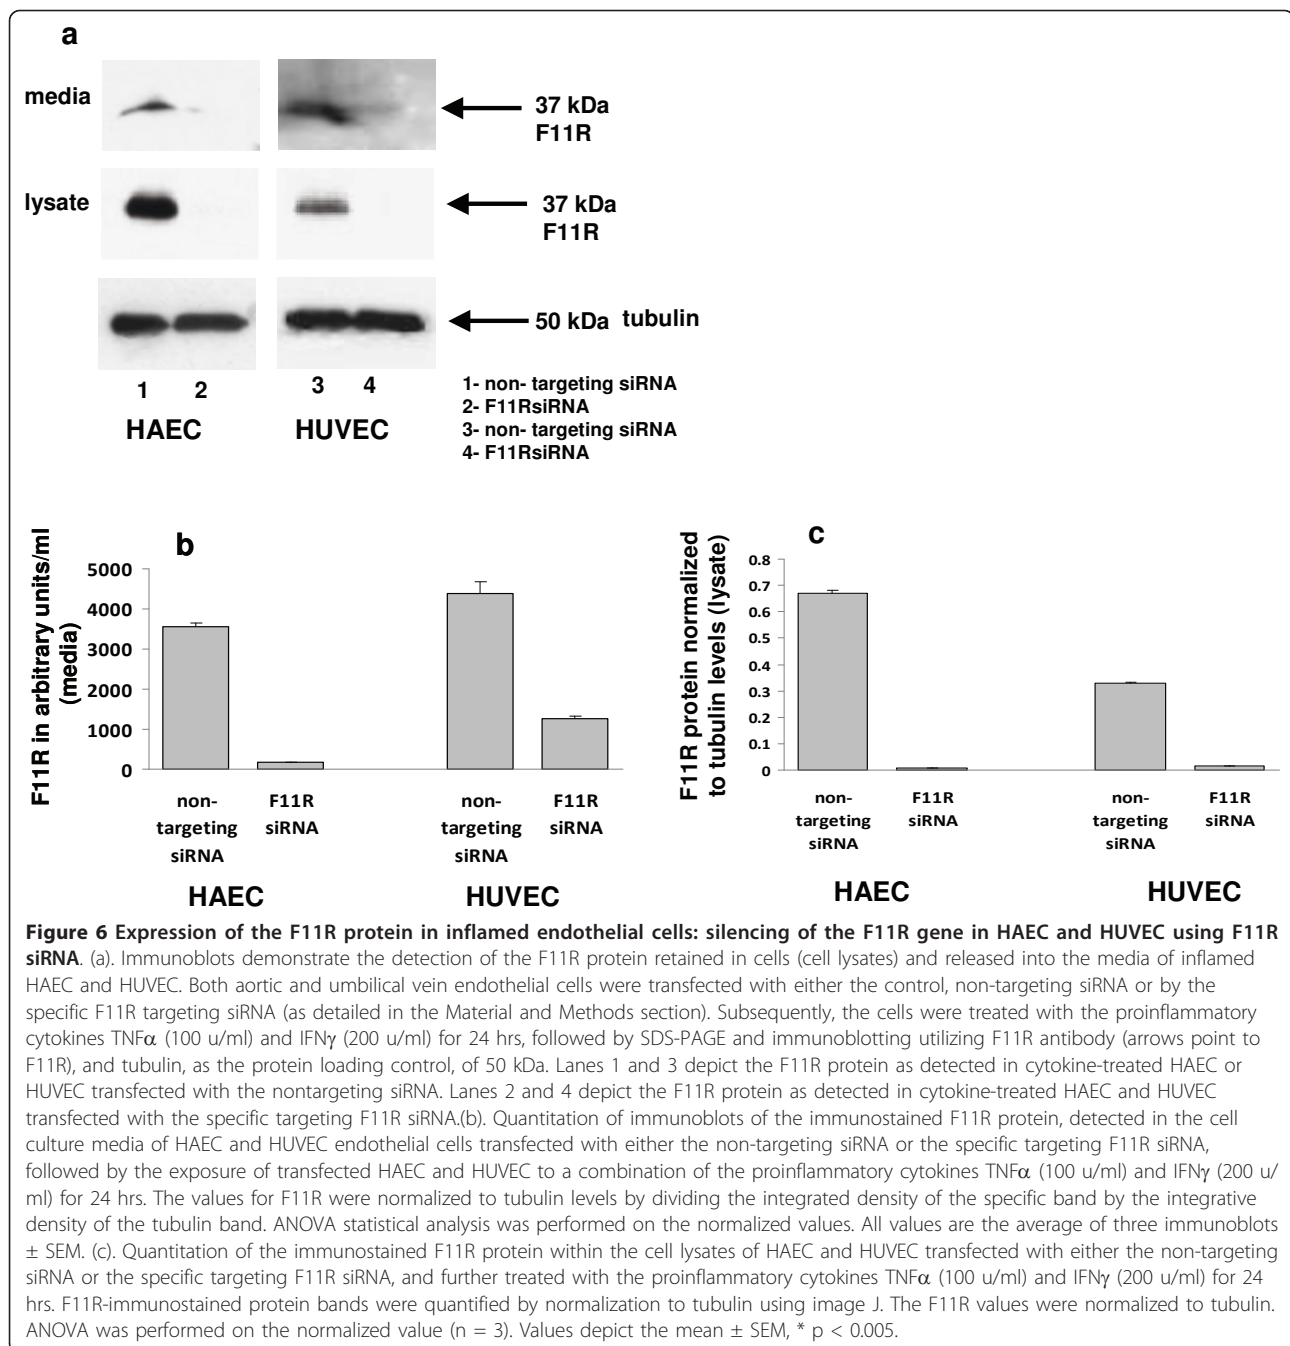 a
media
37 kDa
F11R
lysate
37 kDa
F11R
50 kDa tubulin
1 2 3 4
HAEC HUVEC
1- non- targeting siRNA
2- F11RsiRNA
3- non- targeting siRNA
4- F11RsiRNA
b
F11R in arbitrary units/ml
(media)
5000
4000
3000
2000
1000
0
non-
targeting
siRNA
F11R
siRNA
non-
targeting
siRNA
F11R
siRNA
HAEC HUVEC
c
F11R protein normalized
to tubulin levels (lysate)
0.8
0.7
0.6
0.5
0.4
0.3
0.2
0.1
0
non-
targeting
siRNA
F11R
siRNA
non-
targeting
siRNA
F11R
siRNA
HAEC HUVEC
Figure 6 Expression of the F11R protein in inflamed endothelial cells: silencing of the F11R gene in HAEC and HUVEC using F11R
siRNA. (a). Immunoblots demonstrate the detection of the F11R protein retained in cells (cell lysates) and released into the media of inflamed
HAEC and HUVEC. Both aortic and umbilical vein endothelial cells were transfected with either the control, non-targeting siRNA or by the
specific F11R targeting siRNA (as detailed in the Material and Methods section). Subsequently, the cells were treated with the proinflammatory
cytokines TNFα (100 u/ml) and IFNγ (200 u/ml) for 24 hrs, followed by SDS-PAGE and immunoblotting utilizing F11R antibody (arrows point to
F11R), and tubulin, as the protein loading control, of 50 kDa. Lanes 1 and 3 depict the F11R protein as detected in cytokine-treated HAEC or
HUVEC transfected with the nontargeting siRNA. Lanes 2 and 4 depict the F11R protein as detected in cytokine-treated HAEC and HUVEC
transfected with the specific targeting F11R siRNA.(b). Quantitation of immunoblots of the immunostained F11R protein, detected in the cell
culture media of HAEC and HUVEC endothelial cells transfected with either the non-targeting siRNA or the specific targeting F11R siRNA,
followed by the exposure of transfected HAEC and HUVEC to a combination of the proinflammatory cytokines TNFα (100 u/ml) and IFNγ (200 u/
ml) for 24 hrs. The values for F11R were normalized to tubulin levels by dividing the integrated density of the specific band by the integrative
density of the tubulin band. ANOVA statistical analysis was performed on the normalized values. All values are the average of three immunoblots
± SEM. (c). Quantitation of the immunostained F11R protein within the cell lysates of HAEC and HUVEC transfected with either the non-targeting
siRNA or the specific targeting F11R siRNA, and further treated with the proinflammatory cytokines TNFα (100 u/ml) and IFNγ (200 u/ml) for 24
hrs. F11R-immunostained protein bands were quantified by normalization to tubulin using image J. The F11R values were normalized to tubulin.
ANOVA was performed on the normalized value (n = 3). Values depict the mean ± SEM, * p < 0.005.